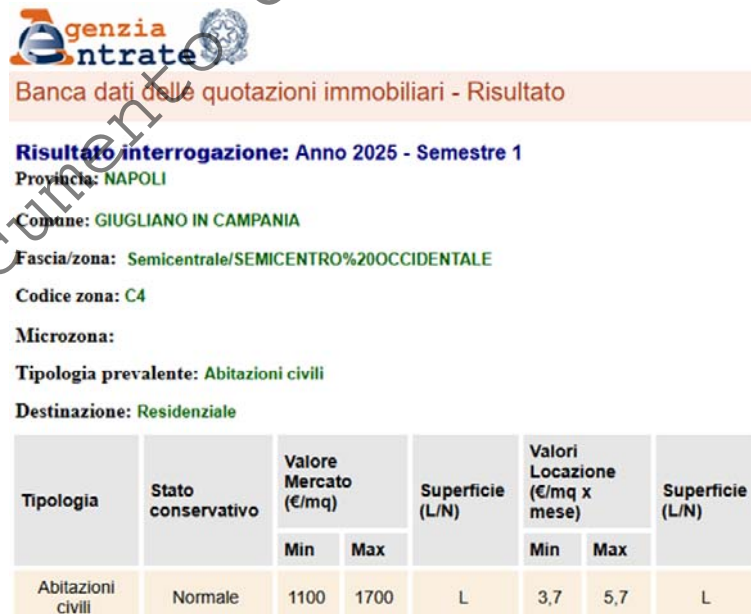 Agenzia
Entrate
Banca dati delle quotazioni immobiliari - Risultato
Risultato interrogazione: Anno 2025 - Semestre 1
Provincia: NAPOLI
Comune: GIUGLIANO IN CAMPANIA
Fascia/zona: Semicentrale/SEMICENTRO%20OCCIDENTALE
Codice zona: C4
Microzona:
Tipologia prevalente: Abitazioni civili
Destinazione: Residenziale
Tipologia Stato conservativo Valore Mercato (€/mq) Superficie (L/N) Valori Locazione (€/mq x mese) Superficie (L/N)
Min Max Min Max
Abitazioni civili Normale 1100 1700 L 3,7 5,7 L